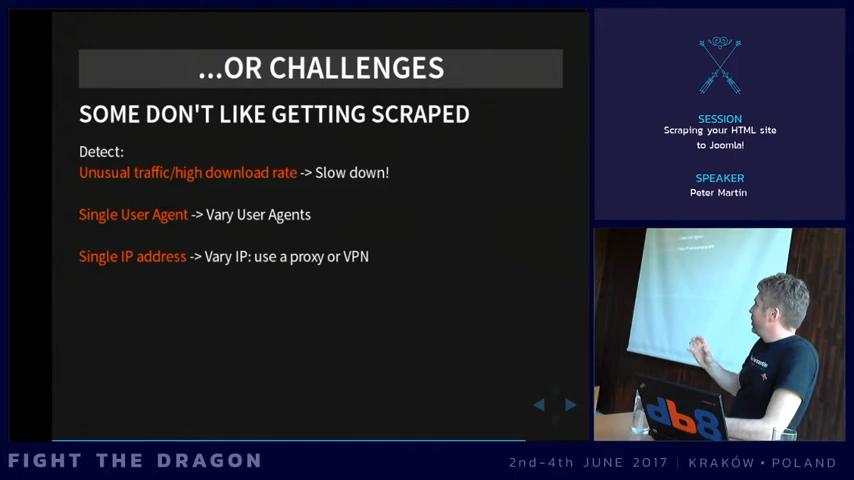 ...OR CHALLENGES
SOME DON'T LIKE GETTING SCRAPED
Detect:
Unusual traffic/high download rate -> Slow down!
Single User Agent -> Vary User Agents
Single IP address -> Vary IP: use a proxy or VPN
SESSION
Scraping your HTML site
to Joomla!
SPEAKER
Peter Martin
db8
FIGHT THE DRAGON
2nd-4th JUNE 2017 | KRAKÓW • POLAND